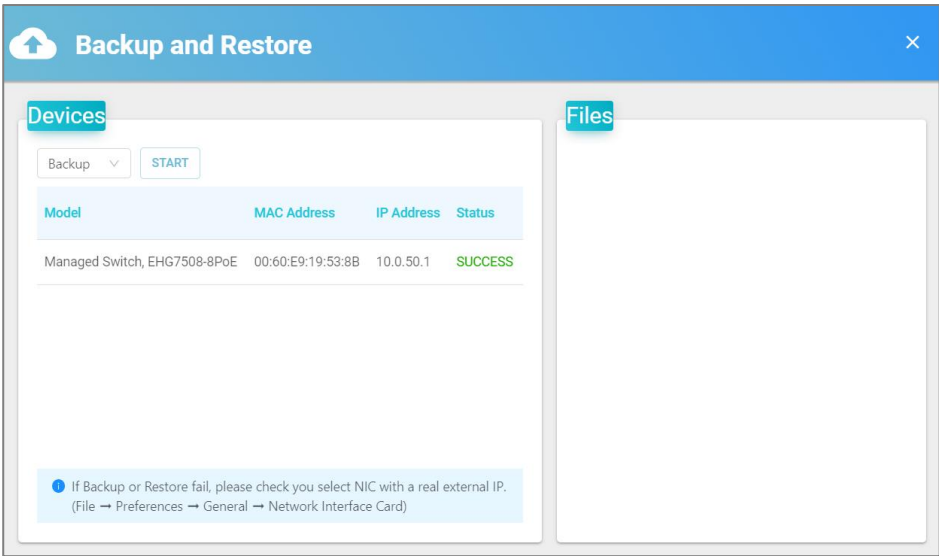 Backup and Restore
Devices
Files
Backup
START
Model MAC Address IP Address Status
Managed Switch, EHG7508-8PoE 00:60:E9:19:53:8B 10.0.50.1 SUCCESS
If Backup or Restore fail, please check you select NIC with a real external IP.
(File → Preferences → General → Network Interface Card)